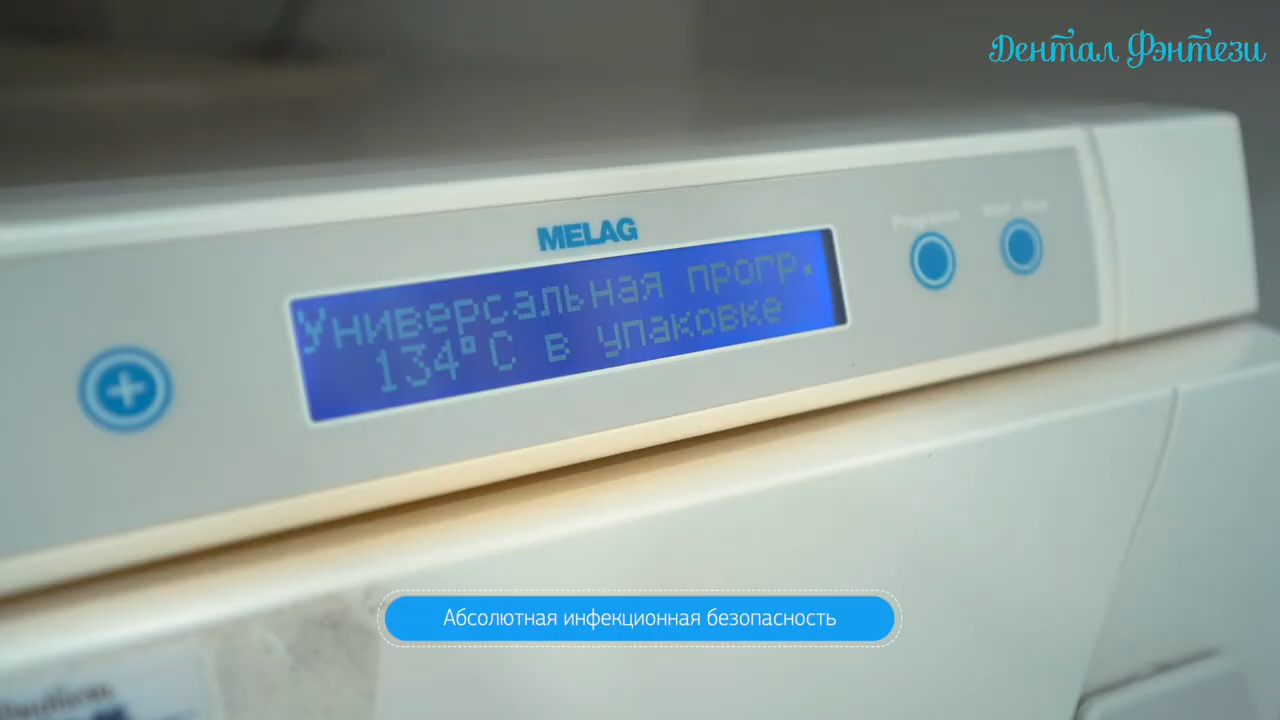 Дентал Фэнтези
MELAG
Универсальная прогр.
134°C в упаковке
Абсолютная инфекционная безопасность